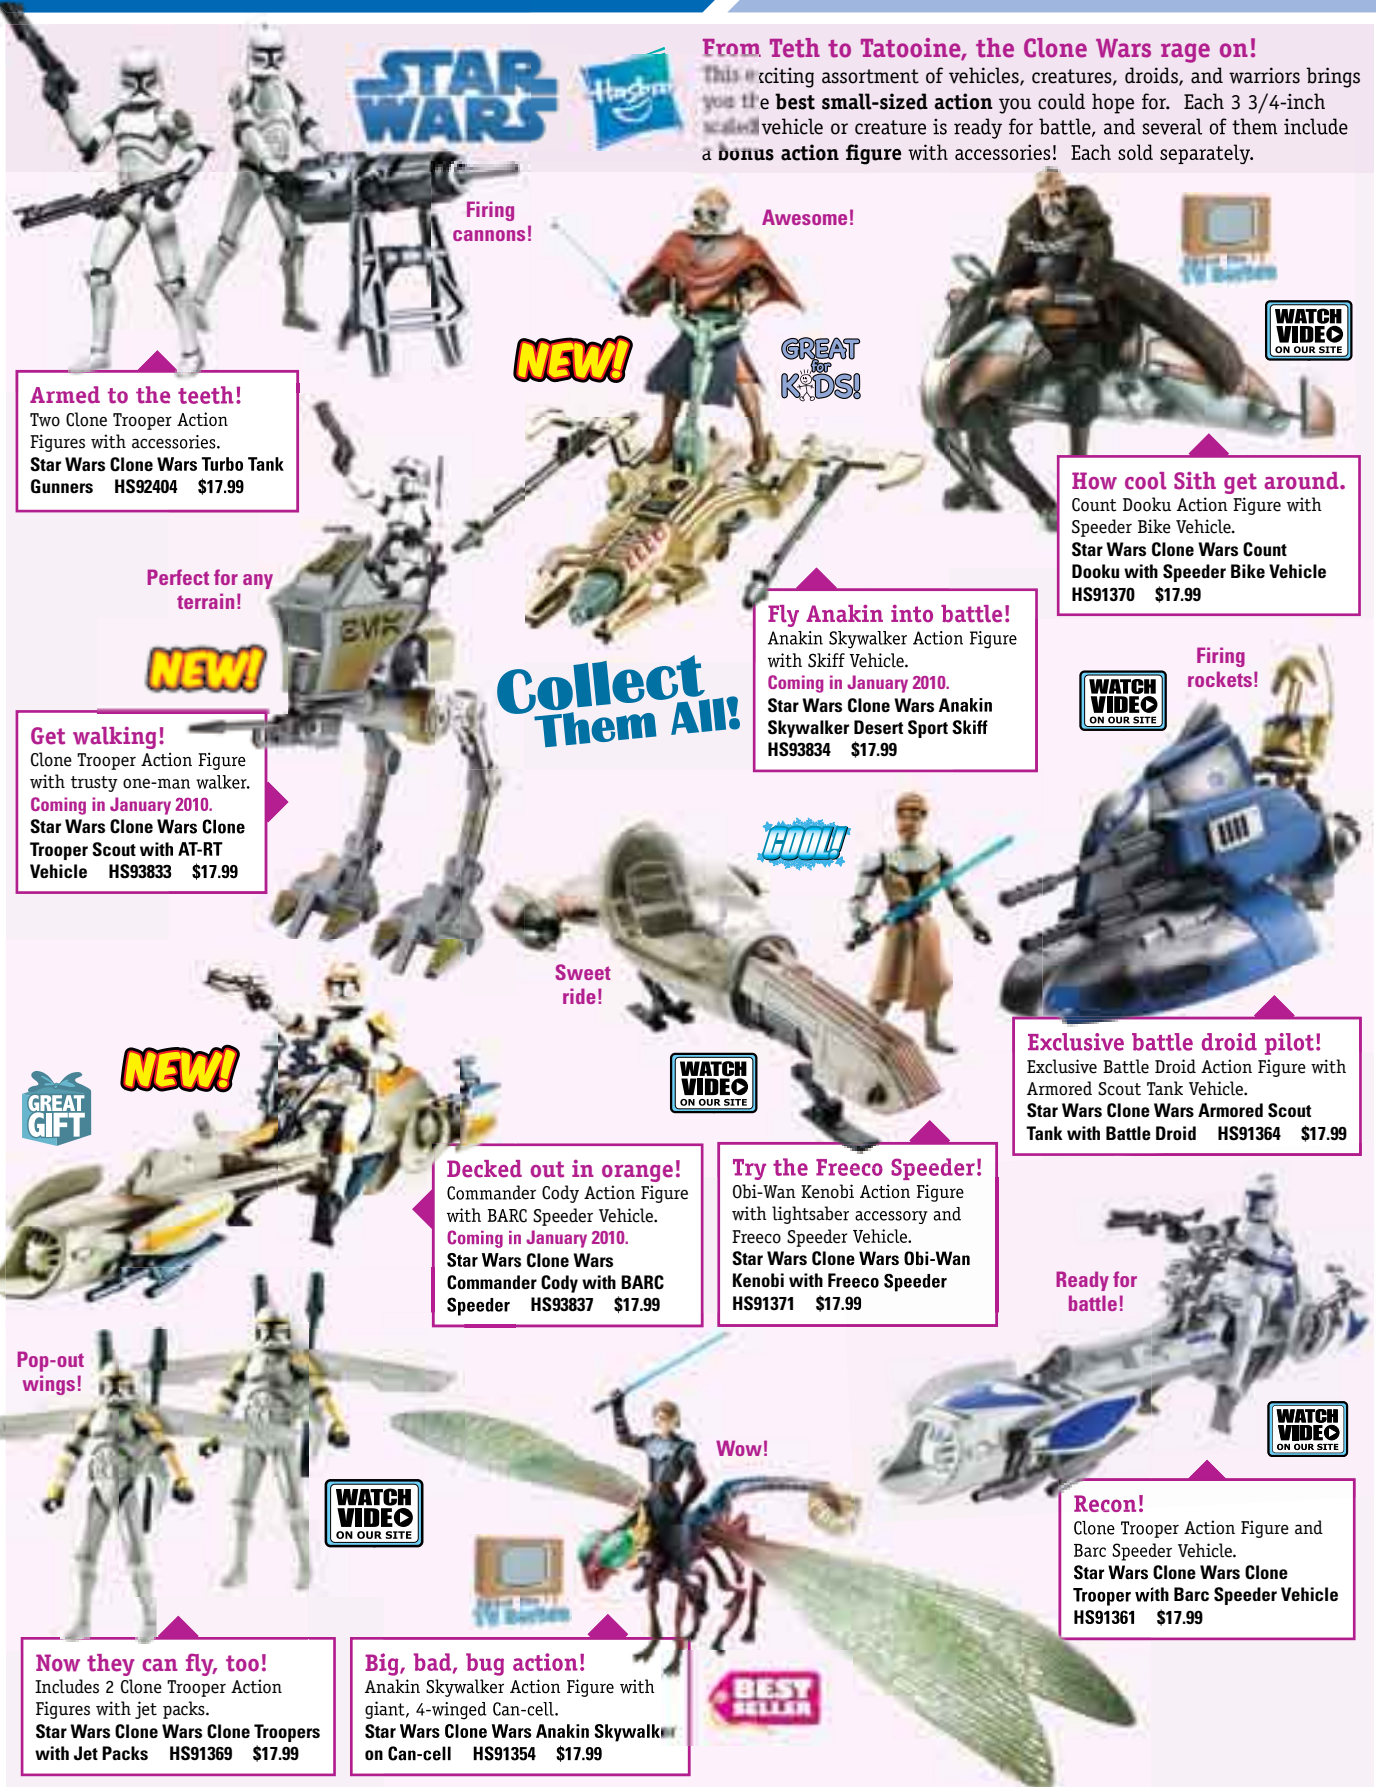 STAR
WARS
Hasbro
From Teth to Tatooine, the Clone Wars rage on!
This exciting assortment of vehicles, creatures, droids, and warriors brings
you the best small-sized action you could hope for. Each 3 3/4-inch
scaled vehicle or creature is ready for battle, and several of them include
a bonus action figure with accessories! Each sold separately.
Firing
cannons!
Awesome!
WATCH
VIDEO
ON OUR SITE
NEW!
GREAT
for
KIDS!
Armed to the teeth!
Two Clone Trooper Action
Figures with accessories.
Star Wars Clone Wars Turbo Tank
Gunners HS92404 $17.99
How cool Sith get around.
Count Dooku Action Figure with
Speeder Bike Vehicle.
Star Wars Clone Wars Count
Dooku with Speeder Bike Vehicle
HS91370 $17.99
Perfect for any
terrain!
NEW!
Fly Anakin into battle!
Anakin Skywalker Action Figure
with Skiff Vehicle.
Coming in January 2010.
Star Wars Clone Wars Anakin
Skywalker Desert Sport Skiff
HS93834 $17.99
Collect
Them All!
WATCH
VIDEO
ON OUR SITE
Firing
rockets!
Get walking!
Clone Trooper Action Figure
with trusty one-man walker.
Coming in January 2010.
Star Wars Clone Wars Clone
Trooper Scout with AT-RT
Vehicle HS93833 $17.99
COOL!
Sweet
ride!
NEW!
GREAT
GIFT
WATCH
VIDEO
ON OUR SITE
Exclusive battle droid pilot!
Exclusive Battle Droid Action Figure with
Armored Scout Tank Vehicle.
Star Wars Clone Wars Armored Scout
Tank with Battle Droid HS91364 $17.99
Decked out in orange!
Commander Cody Action Figure
with BARC Speeder Vehicle.
Coming in January 2010.
Star Wars Clone Wars
Commander Cody with BARC
Speeder HS93837 $17.99
Try the Freeco Speeder!
Obi-Wan Kenobi Action Figure
with lightsaber accessory and
Freeco Speeder Vehicle.
Star Wars Clone Wars Obi-Wan
Kenobi with Freeco Speeder
HS91371 $17.99
Ready for
battle!
Pop-out
wings!
WATCH
VIDEO
ON OUR SITE
Wow!
WATCH
VIDEO
ON OUR SITE
Recon!
Clone Trooper Action Figure and
Barc Speeder Vehicle.
Star Wars Clone Wars Clone
Trooper with Barc Speeder Vehicle
HS91361 $17.99
Now they can fly, too!
Includes 2 Clone Trooper Action
Figures with jet packs.
Star Wars Clone Wars Clone Troopers
with Jet Packs HS91369 $17.99
Big, bad, bug action!
Anakin Skywalker Action Figure with
giant, 4-winged Can-cell.
Star Wars Clone Wars Anakin Skywalker
on Can-cell HS91354 $17.99
BEST
SELLER